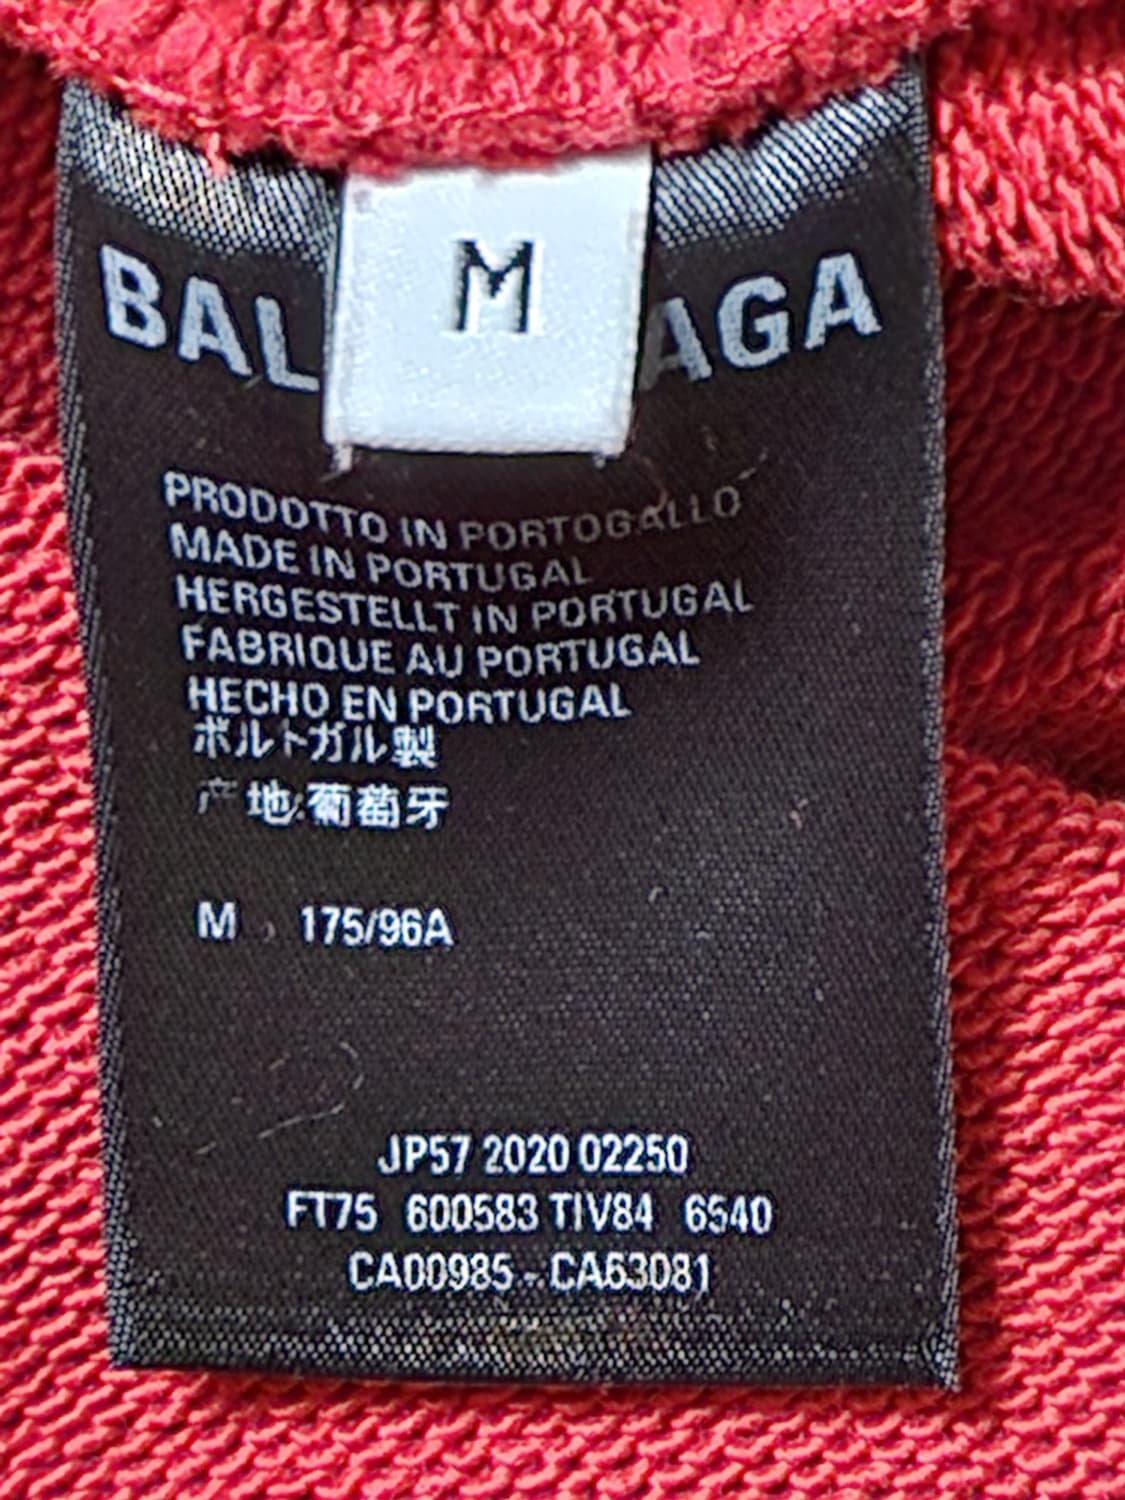 M
BAL AGA
PRODOTTO IN PORTOGALLO
MADE IN PORTUGAL
HERGESTELLT IN PORTUGAL
FABRIQUE AU PORTUGAL
HECHO EN PORTUGAL
ポルトガル製
产地:葡萄牙
M 175/96A
JP57 2020 02250
FT75 600583 TIV84 6540
CA00985 - CA63081